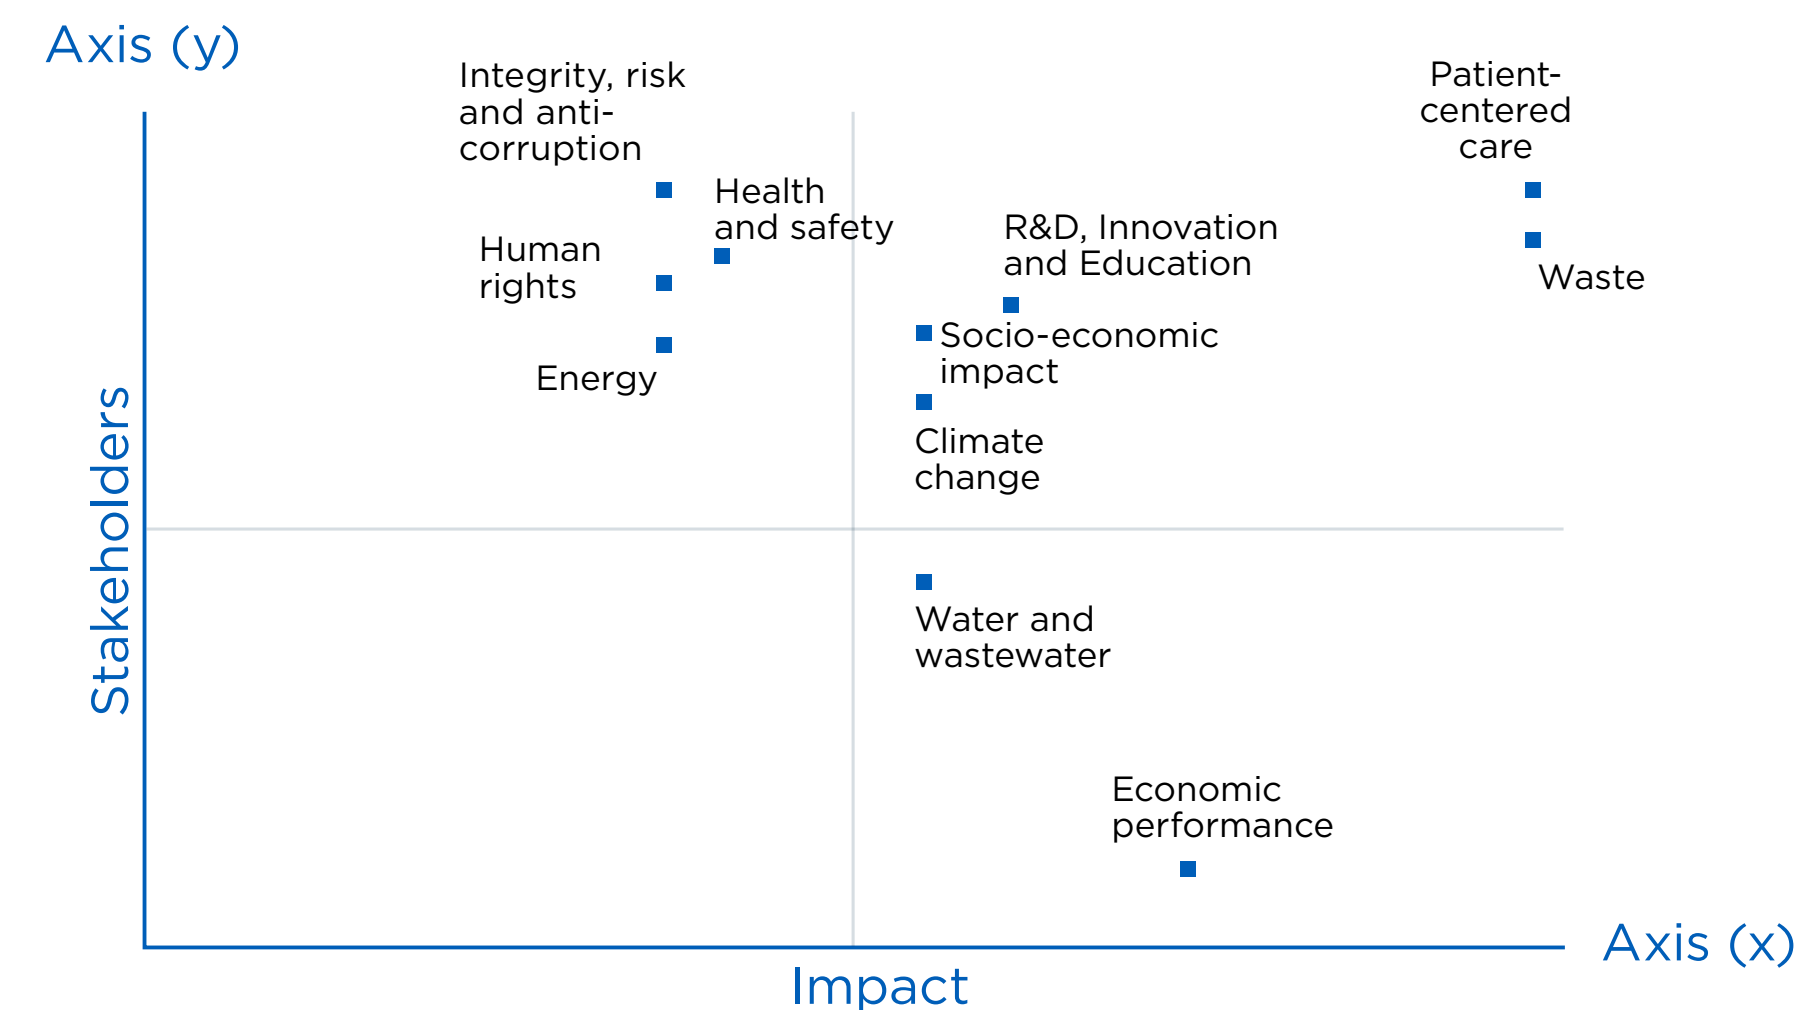 Axis (y)
Integrity, risk
and anti-
corruption
Patient-
centered
care
Health
and safety
R&D, Innovation
and Education
Human
rights
Waste
Socio-economic
impact
Energy
Climate
change
Stakeholders
Water and
wastewater
Economic
performance
Axis (x)
Impact